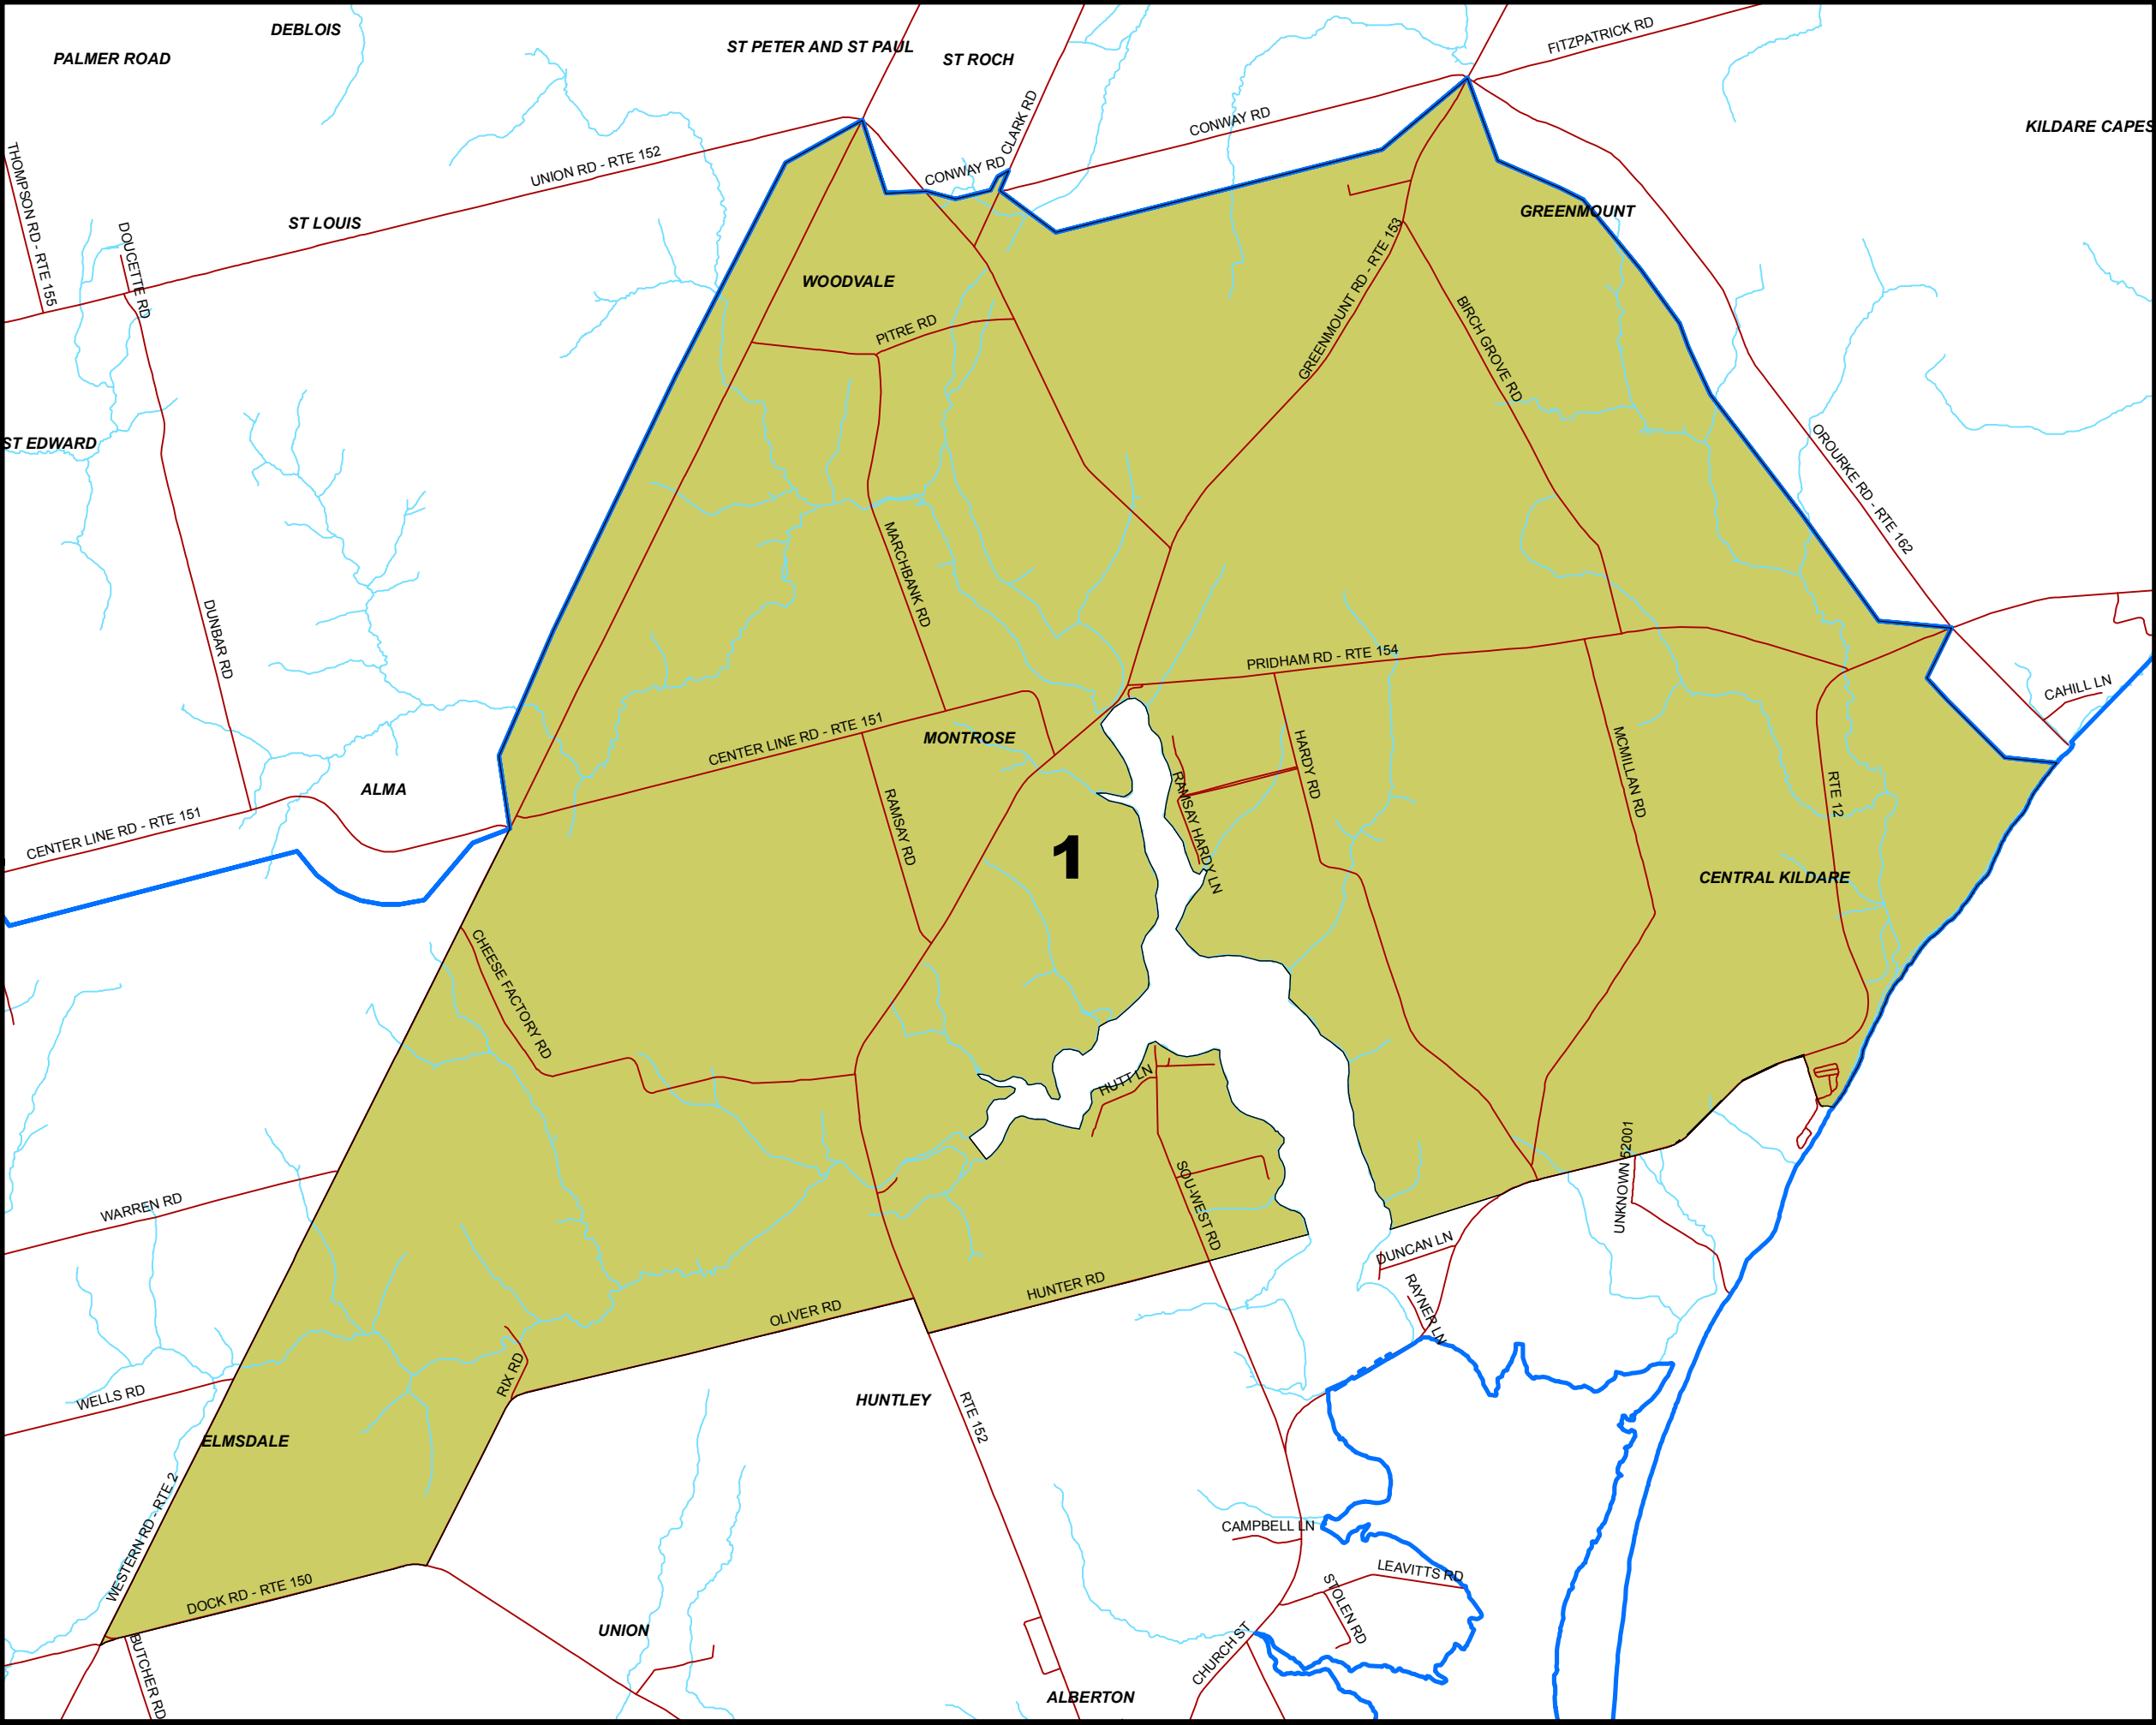 DEBLOIS
PALMER ROAD
ST PETER AND ST PAUL
ST ROCH
FITZPATRICK RD
KILDARE CAPES
CLARK RD
CONWAY RD
CONWAY RD
THOMPSON RD - RTE 155
UNION RD - RTE 152
ST LOUIS
DOUCETTE RD
GREENMOUNT
WOODVALE
PITRE RD
GREENMOUNT RD - RTE 153
BIRCH GROVE RD
ST EDWARD
OROURKE RD - RTE 162
MARCHBANK RD
DUNBAR RD
PRIDHAM RD - RTE 154
CAHILL LN
CENTER LINE RD - RTE 151
MONTROSE
HARDY RD
MCMILLAN RD
RTE 12
ALMA
RAMSAY RD
RAMSAY HARDY LN
CENTER LINE RD - RTE 151
1
CENTRAL KILDARE
CHEESE FACTORY RD
HUTT LN
UNKNOWN 52001
SOU-WEST RD
WARREN RD
DUNCAN LN
HUNTER RD
RAYNER LN
OLIVER RD
RIX RD
WELLS RD
HUNTLEY
RTE 152
ELMSDALE
WESTERN RD - RTE 2
CAMPBELL LN
LEAVITTS RD
DOCK RD - RTE 150
STOLEN RD
UNION
CHURCH ST
BUTCHER RD
ALBERTON